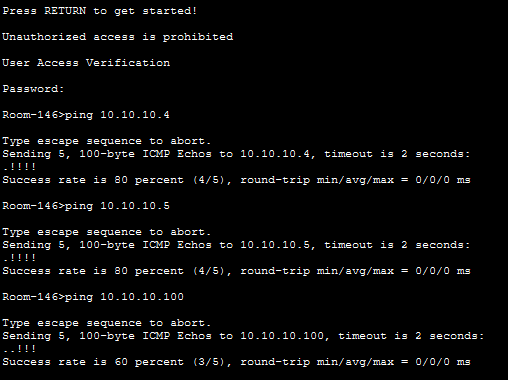 Press RETURN to get started!
Unauthorized access is prohibited
User Access Verification
Password:
Room-146>ping 10.10.10.4
Type escape sequence to abort.
Sending 5, 100-byte ICMP Echos to 10.10.10.4, timeout is 2 seconds:
.!!!!
Success rate is 80 percent (4/5), round-trip min/avg/max = 0/0/0 ms
Room-146>ping 10.10.10.5
Type escape sequence to abort.
Sending 5, 100-byte ICMP Echos to 10.10.10.5, timeout is 2 seconds:
.!!!!
Success rate is 80 percent (4/5), round-trip min/avg/max = 0/0/0 ms
Room-146>ping 10.10.10.100
Type escape sequence to abort.
Sending 5, 100-byte ICMP Echos to 10.10.10.100, timeout is 2 seconds:
..!!!
Success rate is 60 percent (3/5), round-trip min/avg/max = 0/0/0 ms